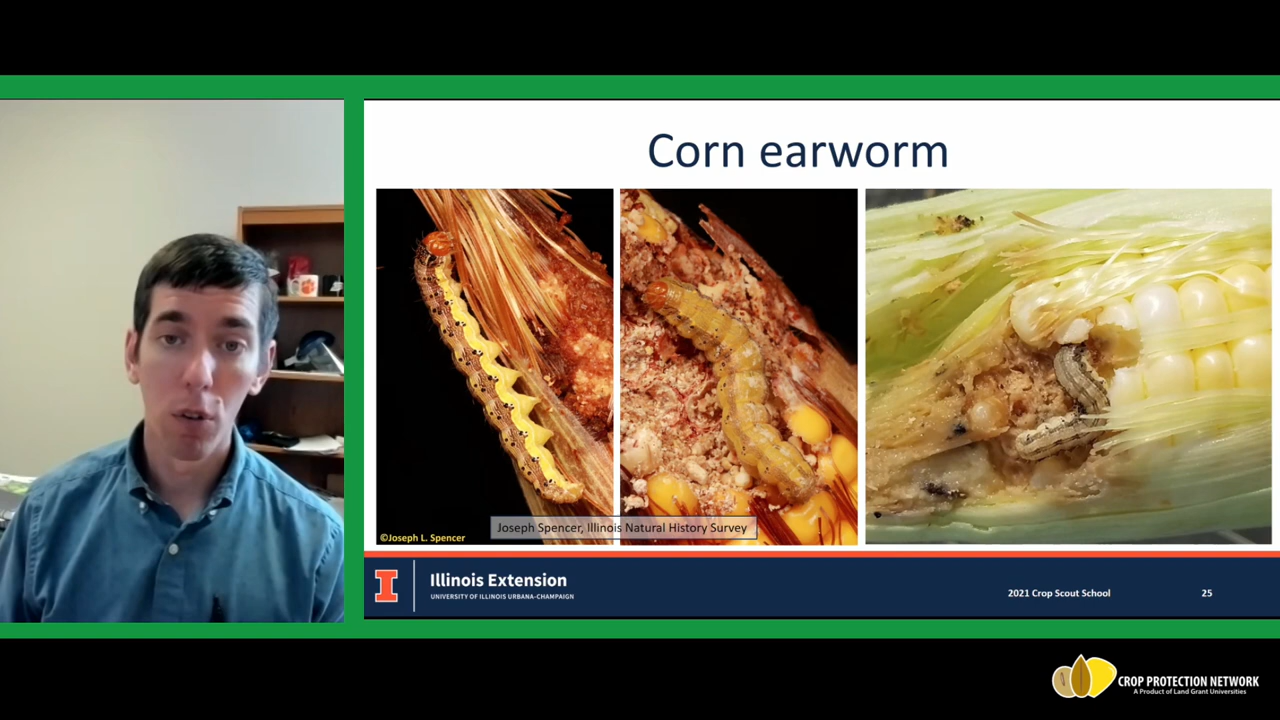 Corn earworm
Joseph Spencer, Illinois Natural History Survey
©Joseph L. Spencer
I
Illinois Extension
UNIVERSITY OF ILLINOIS URBANA-CHAMPAIGN
2021 Crop Scout School
25
CROP PROTECTION NETWORK
A Product of Land Grant Universities